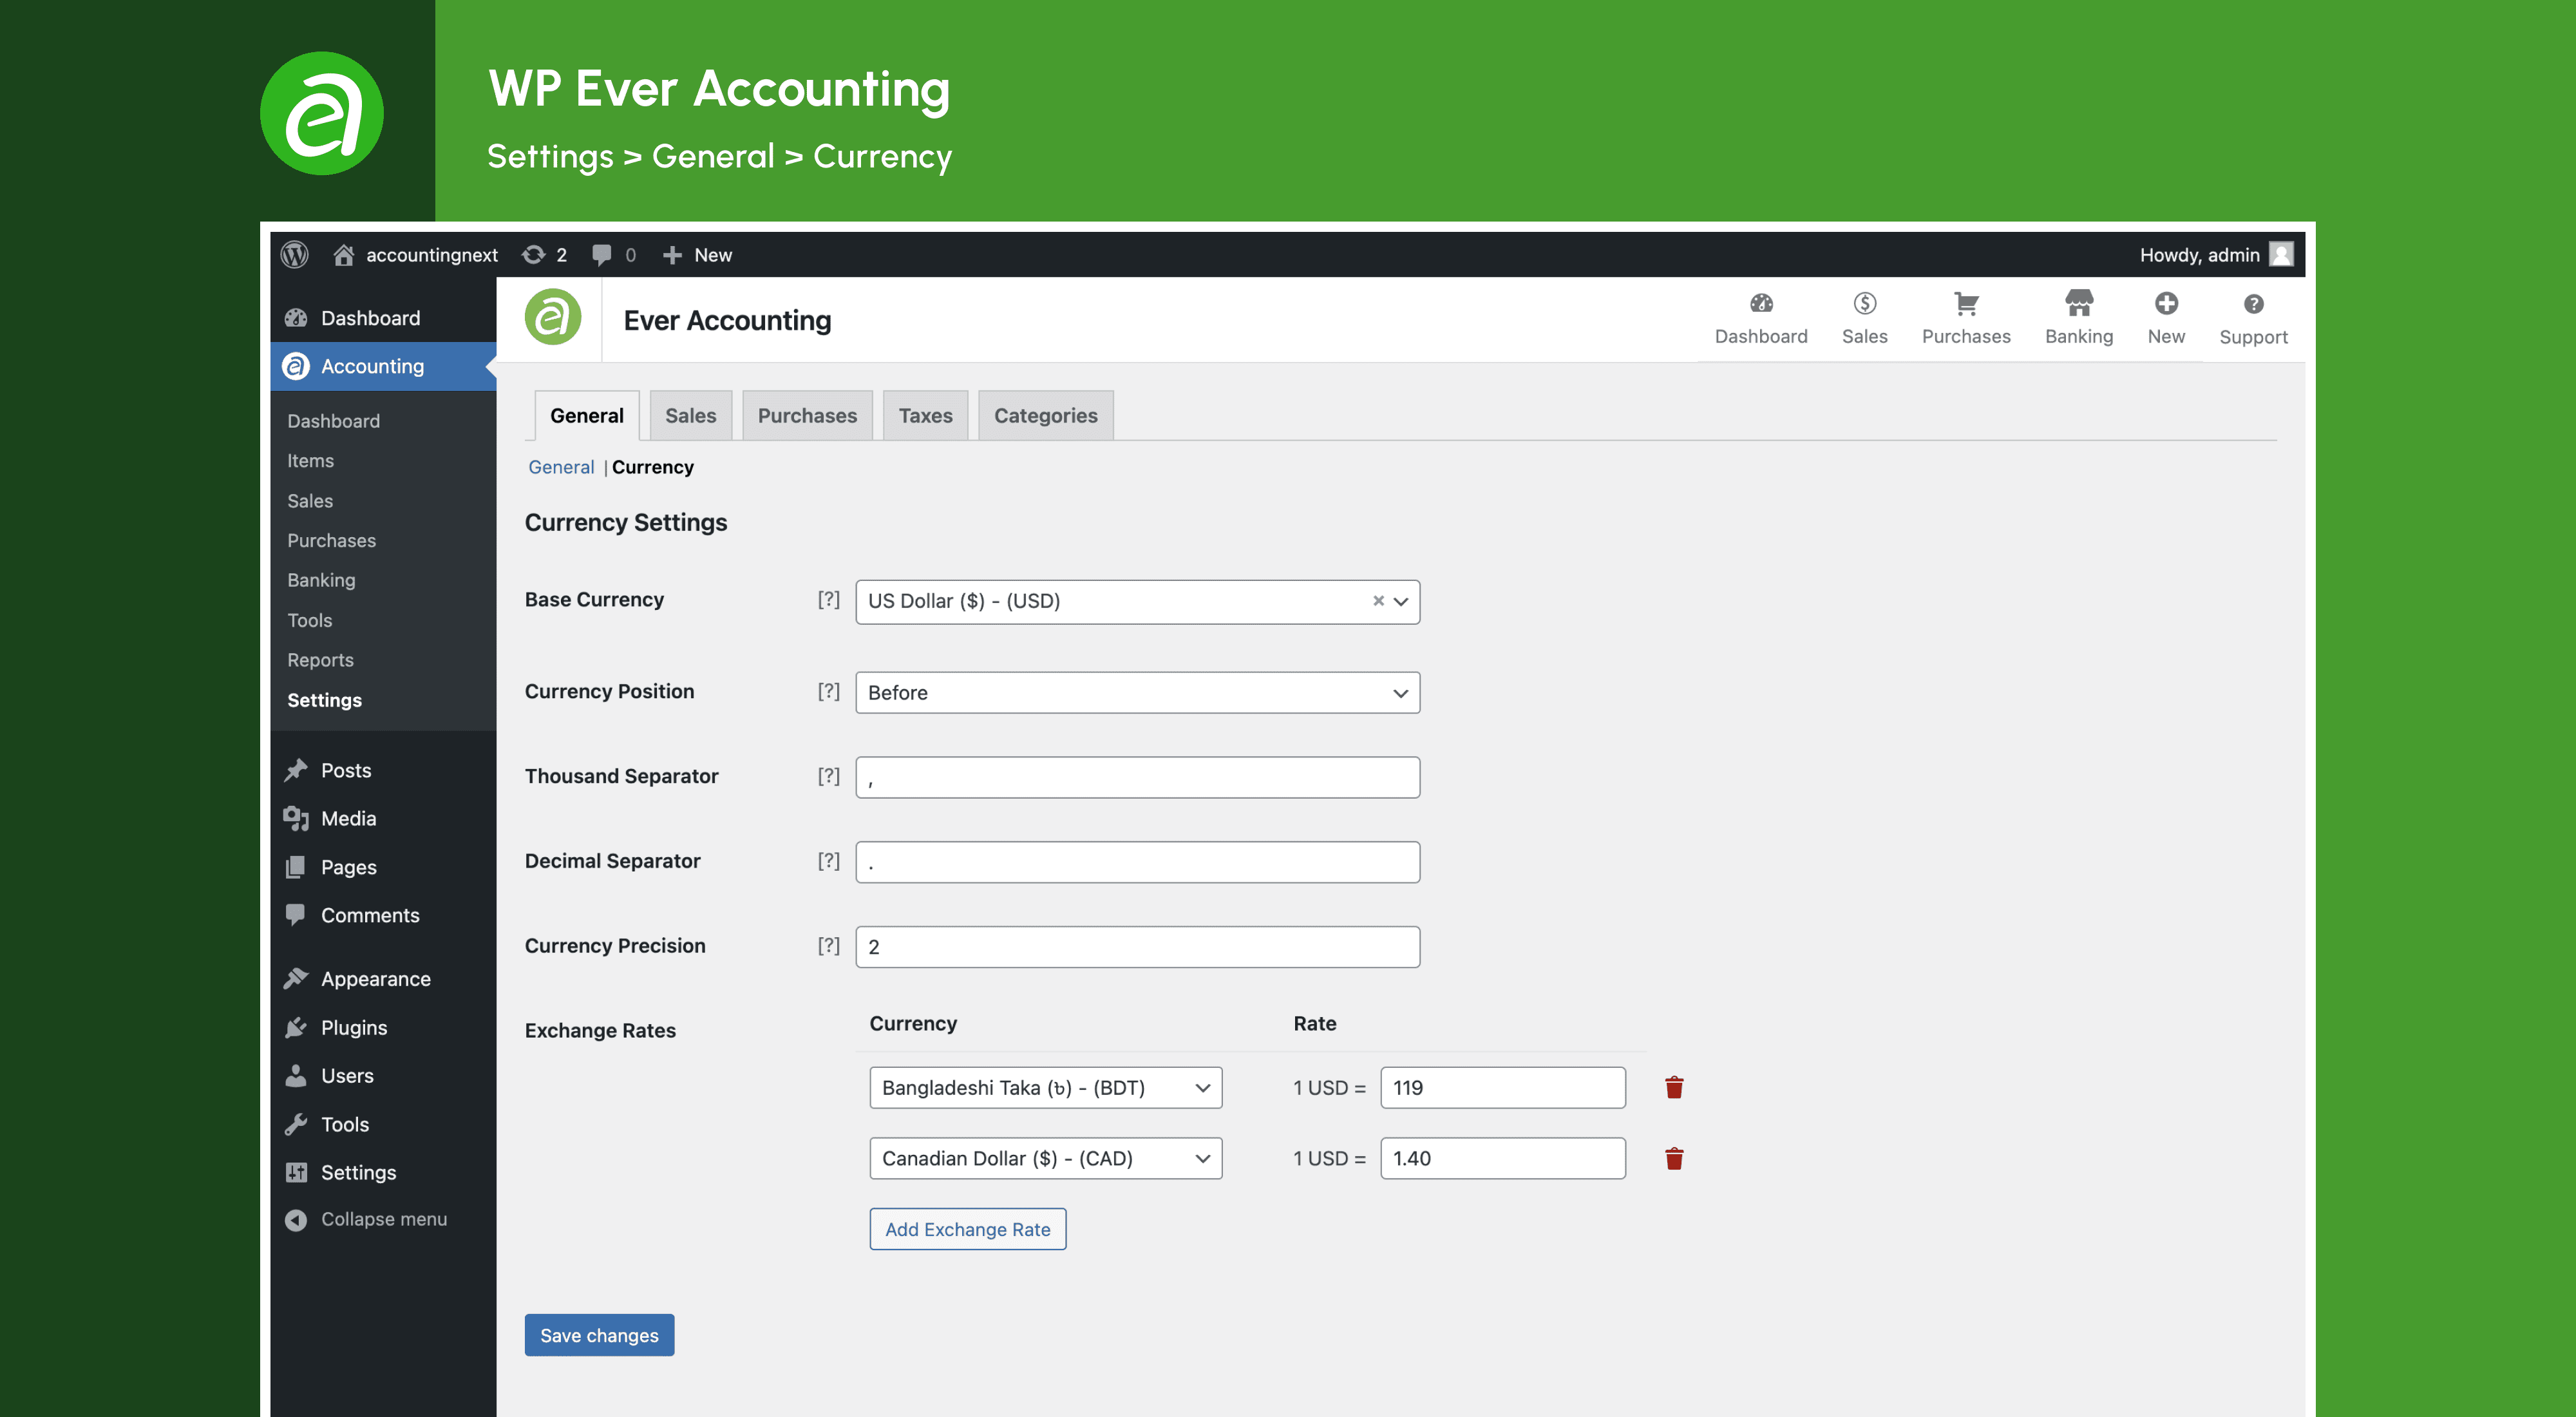 WP Ever Accounting
Settings > General > Currency
accountingnext 2 0 New
Howdy, admin
Dashboard
Accounting
Dashboard
Items
Sales
Purchases
Banking
Tools
Reports
Settings
Posts
Media
Pages
Comments
Appearance
Plugins
Users
Tools
Settings
Collapse menu
Ever Accounting
Dashboard Sales Purchases Banking New Support
General Sales Purchases Taxes Categories
General | Currency
Currency Settings
Base Currency [?] US Dollar ($) - (USD) ×
Currency Position [?] Before
Thousand Separator [?] ,
Decimal Separator [?] .
Currency Precision [?] 2
Exchange Rates Currency Rate
Bangladeshi Taka (৳) - (BDT) 1 USD = 119
Canadian Dollar ($) - (CAD) 1 USD = 1.40
Add Exchange Rate
Save changes